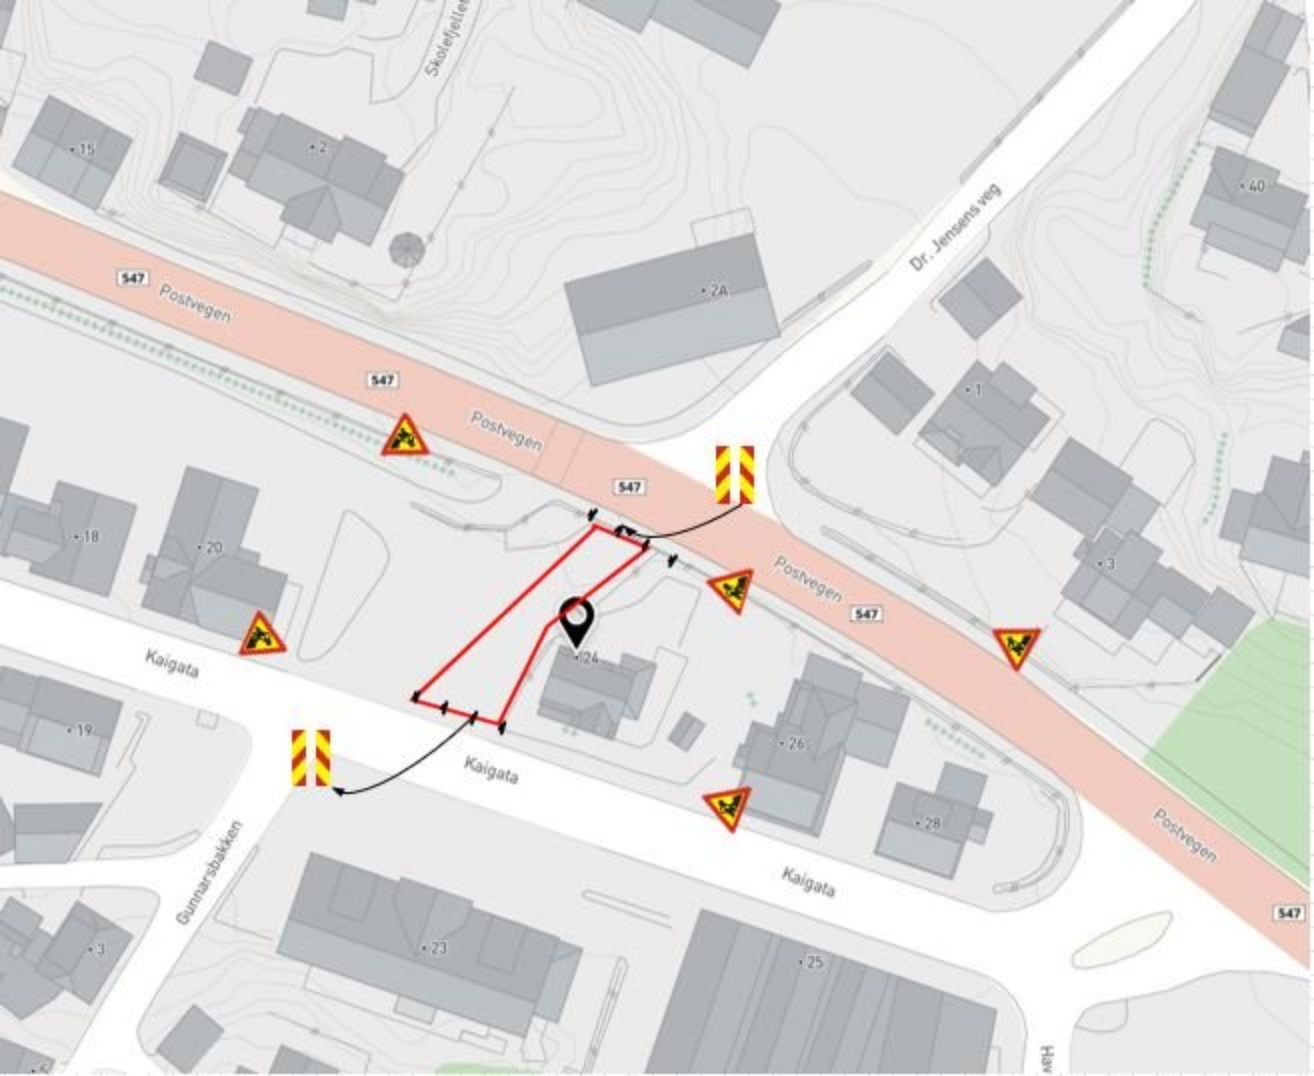 Skolefjellet
15
2
40
Dr. Jensens veg
547
Postvegen
2A
547
1
Postvegen
547
18
20
3
Postvegen
547
24
Kaigata
19
26
Kaigata
28
Postvegen
Gunnarsbakken
Kaigata
547
3
23
25
Hav